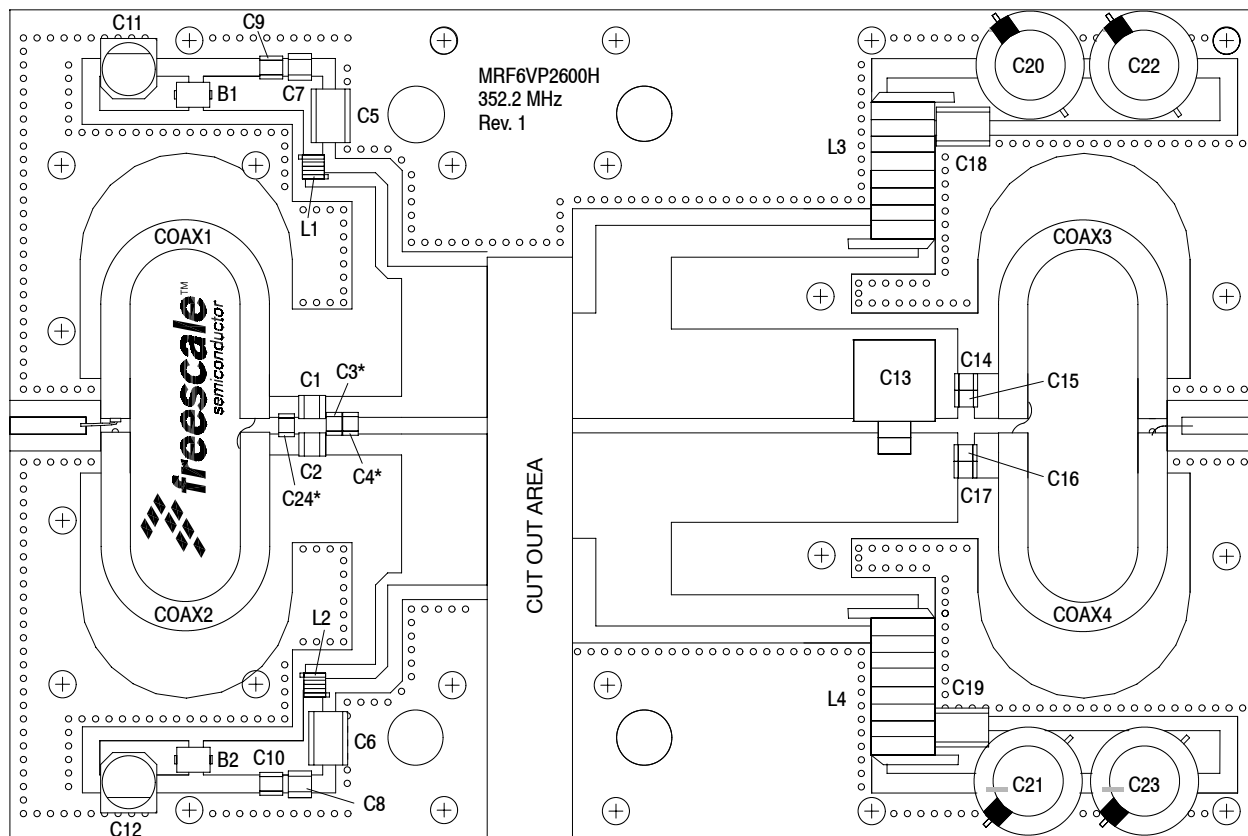 C11
C9
C20
C22
MRF6VP2600H
352.2 MHz
Rev. 1
B1
C7
C5
L3
C18
L1
COAX1
COAX3
freescale™
semiconductor
C1
C3*
C13
C14
C15
C2
C4*
C24*
C16
C17
CUT OUT AREA
COAX2
COAX4
L2
L4
C19
B2
C10
C6
C8
C21
C23
C12